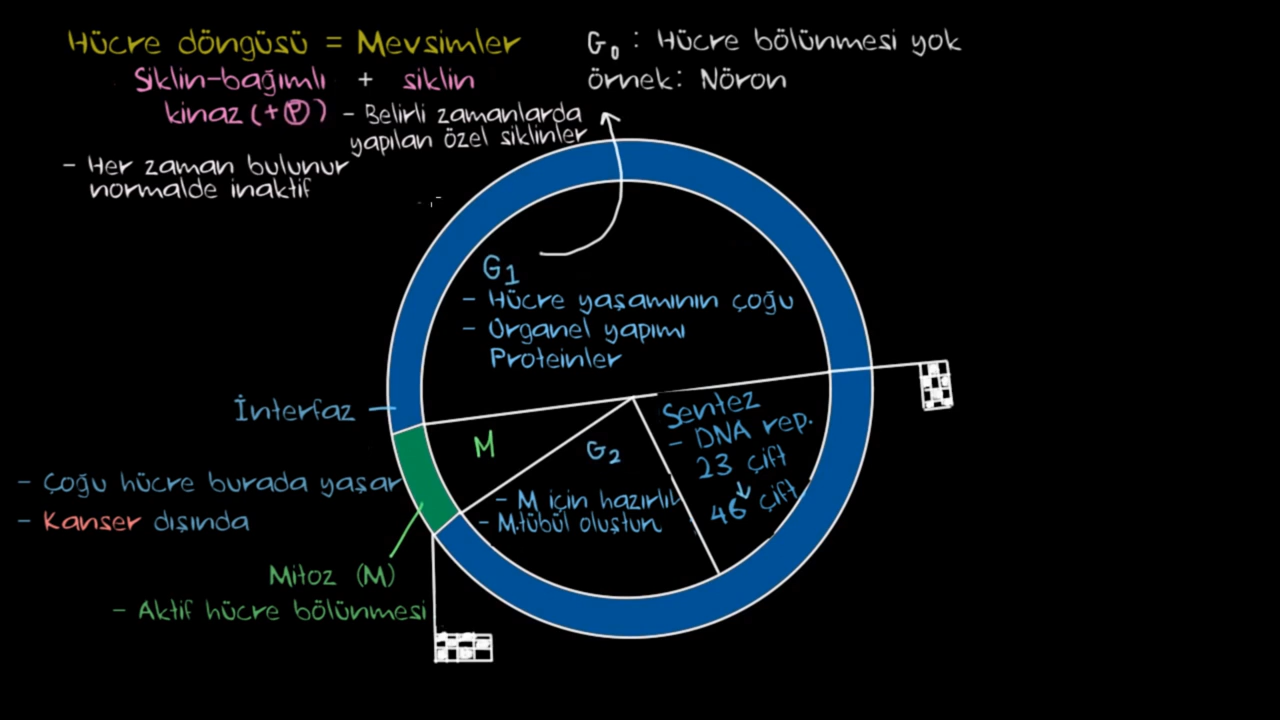 Hücre döngüsü = Mevsimler
Siklin-bağımlı + siklin
kinaz (+P)
- Belirli zamanlarda
yapılan özel siklinler
- Her zaman bulunur
normalde inaktif
G0 : Hücre bölünmesi yok
örnek: Nöron
G1
- Hücre yaşamının çoğu
- Organel yapımı
Proteinler
İnterfaz
- Çoğu hücre burada yaşar
- Kanser dışında
M
G2
- M için hazırlık
- M.tübül oluştur
Sentez
- DNA rep.
23 çift
↓
46 çift
Mitoz (M)
- Aktif hücre bölünmesi